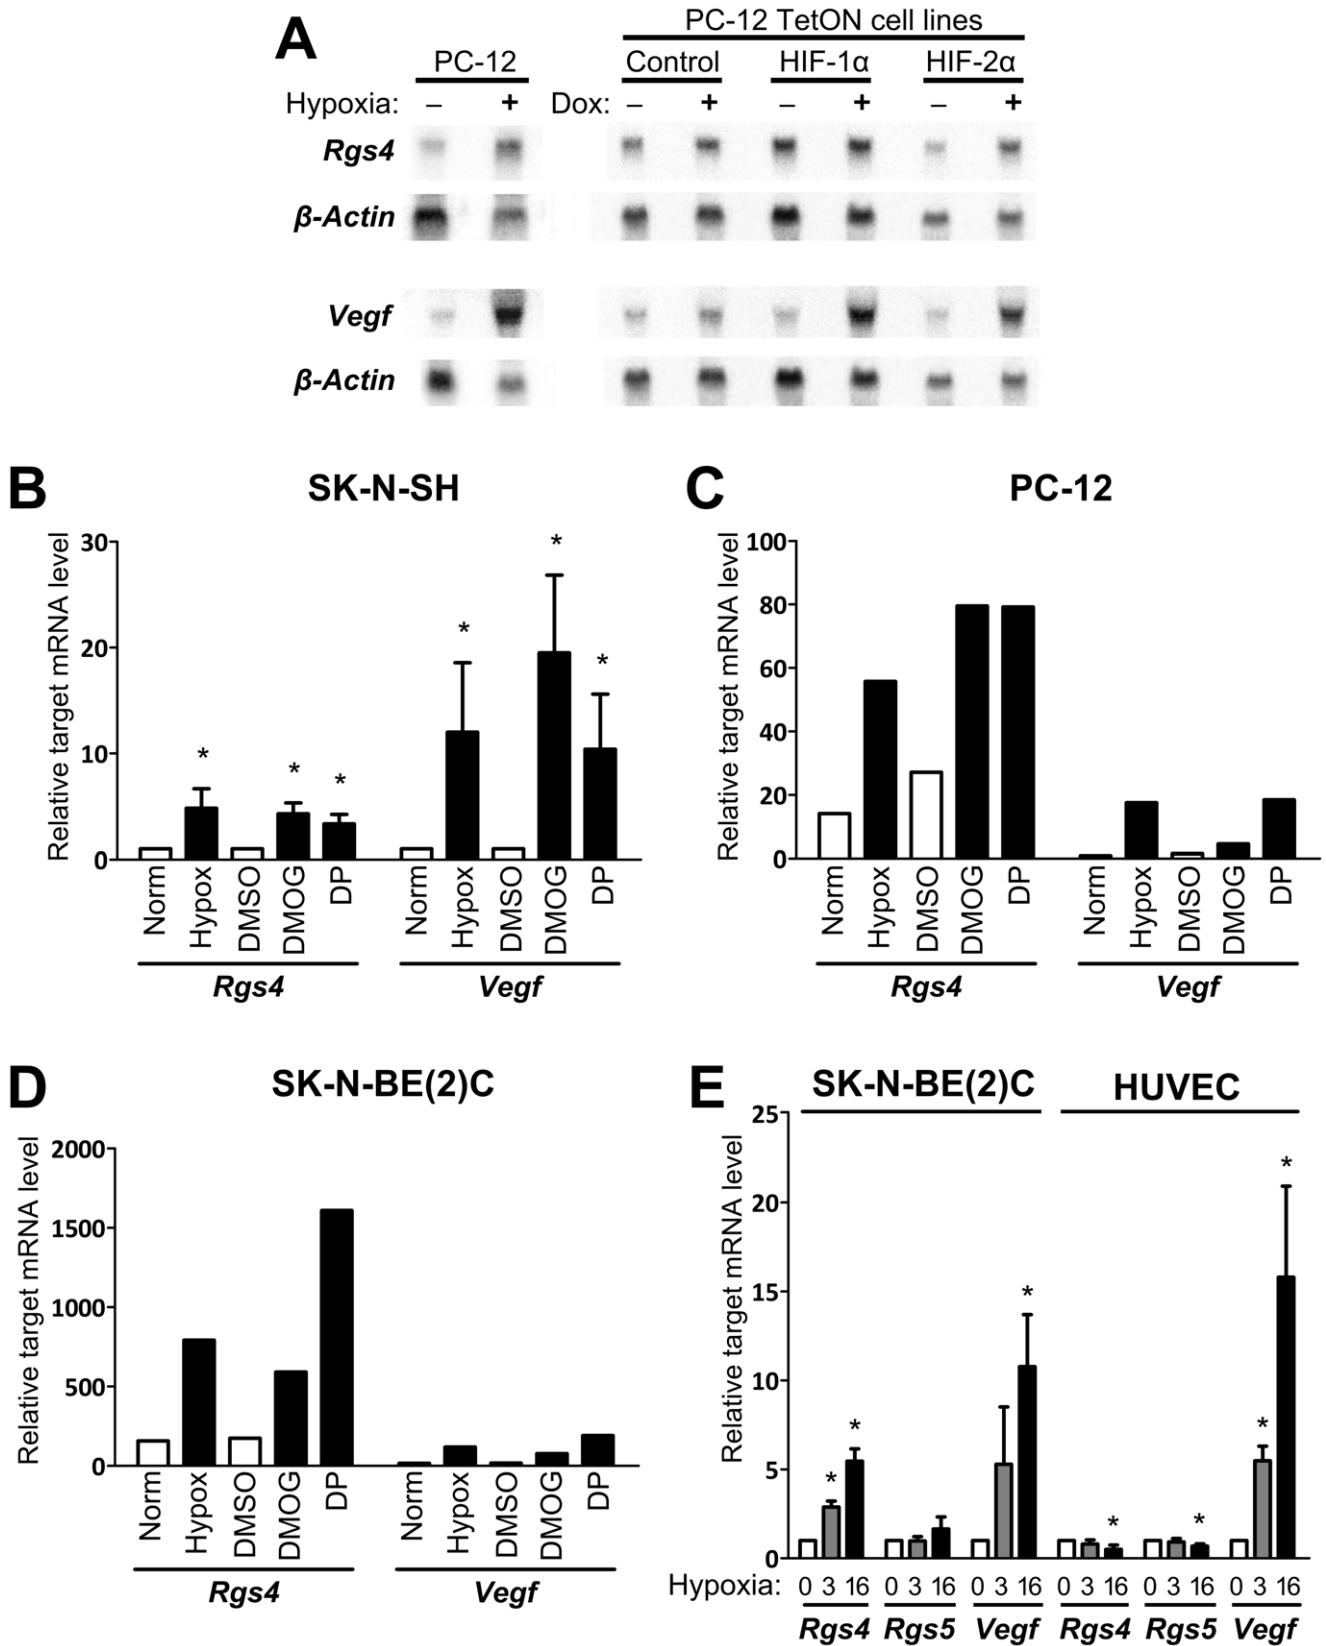 A
PC-12 TetON cell lines
PC-12 Control HIF-1α HIF-2α
Hypoxia: – + Dox: – + – + – +
Rgs4
β-Actin
Vegf
β-Actin
B
SK-N-SH
Relative target mRNA level
30
20
10
0
Norm Hypox DMSO DMOG DP Norm Hypox DMSO DMOG DP
Rgs4 Vegf
* * * * * *
C
PC-12
Relative target mRNA level
100
80
60
40
20
0
Norm Hypox DMSO DMOG DP Norm Hypox DMSO DMOG DP
Rgs4 Vegf
D
SK-N-BE(2)C
Relative target mRNA level
2000
1500
1000
500
0
Norm Hypox DMSO DMOG DP Norm Hypox DMSO DMOG DP
Rgs4 Vegf
E
SK-N-BE(2)C HUVEC
Relative target mRNA level
25
20
15
10
5
0
* * * * * * *
Hypoxia: 0 3 16 0 3 16 0 3 16 0 3 16 0 3 16 0 3 16
Rgs4 Rgs5 Vegf Rgs4 Rgs5 Vegf